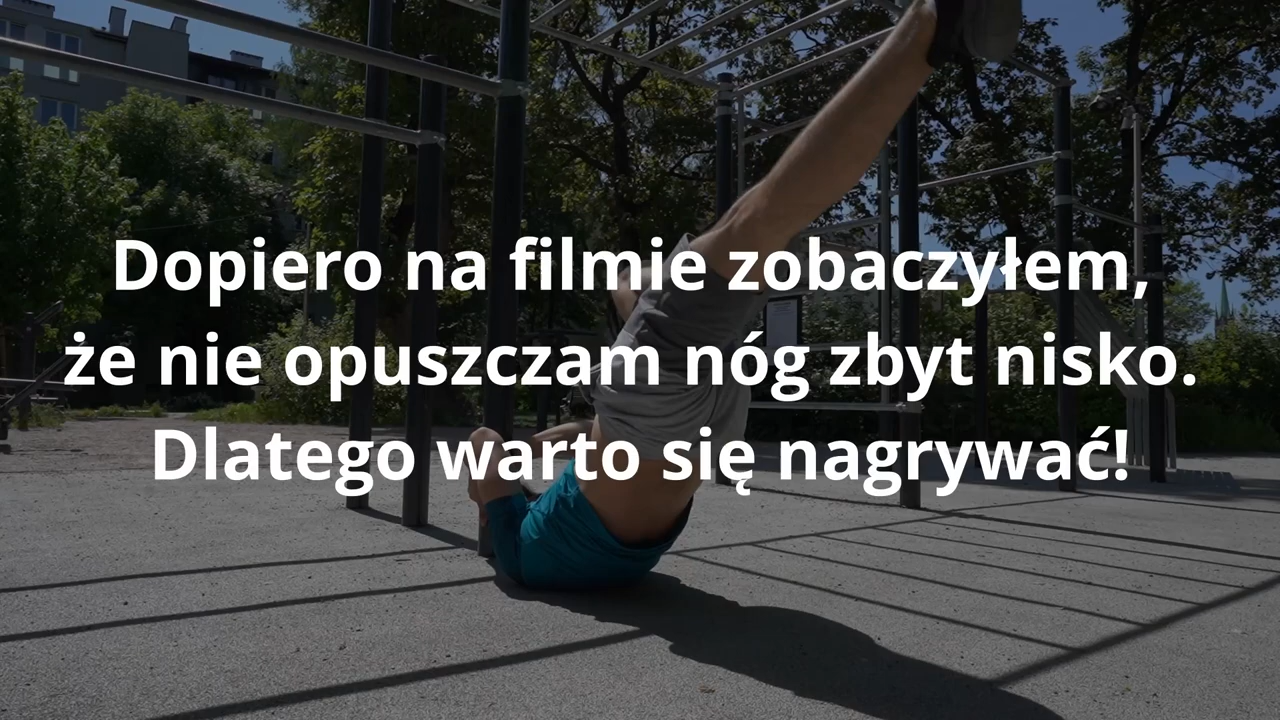 Dopiero na filmie zobaczyłem,
że nie opuszczam nóg zbyt nisko.
Dlatego warto się nagrywać!